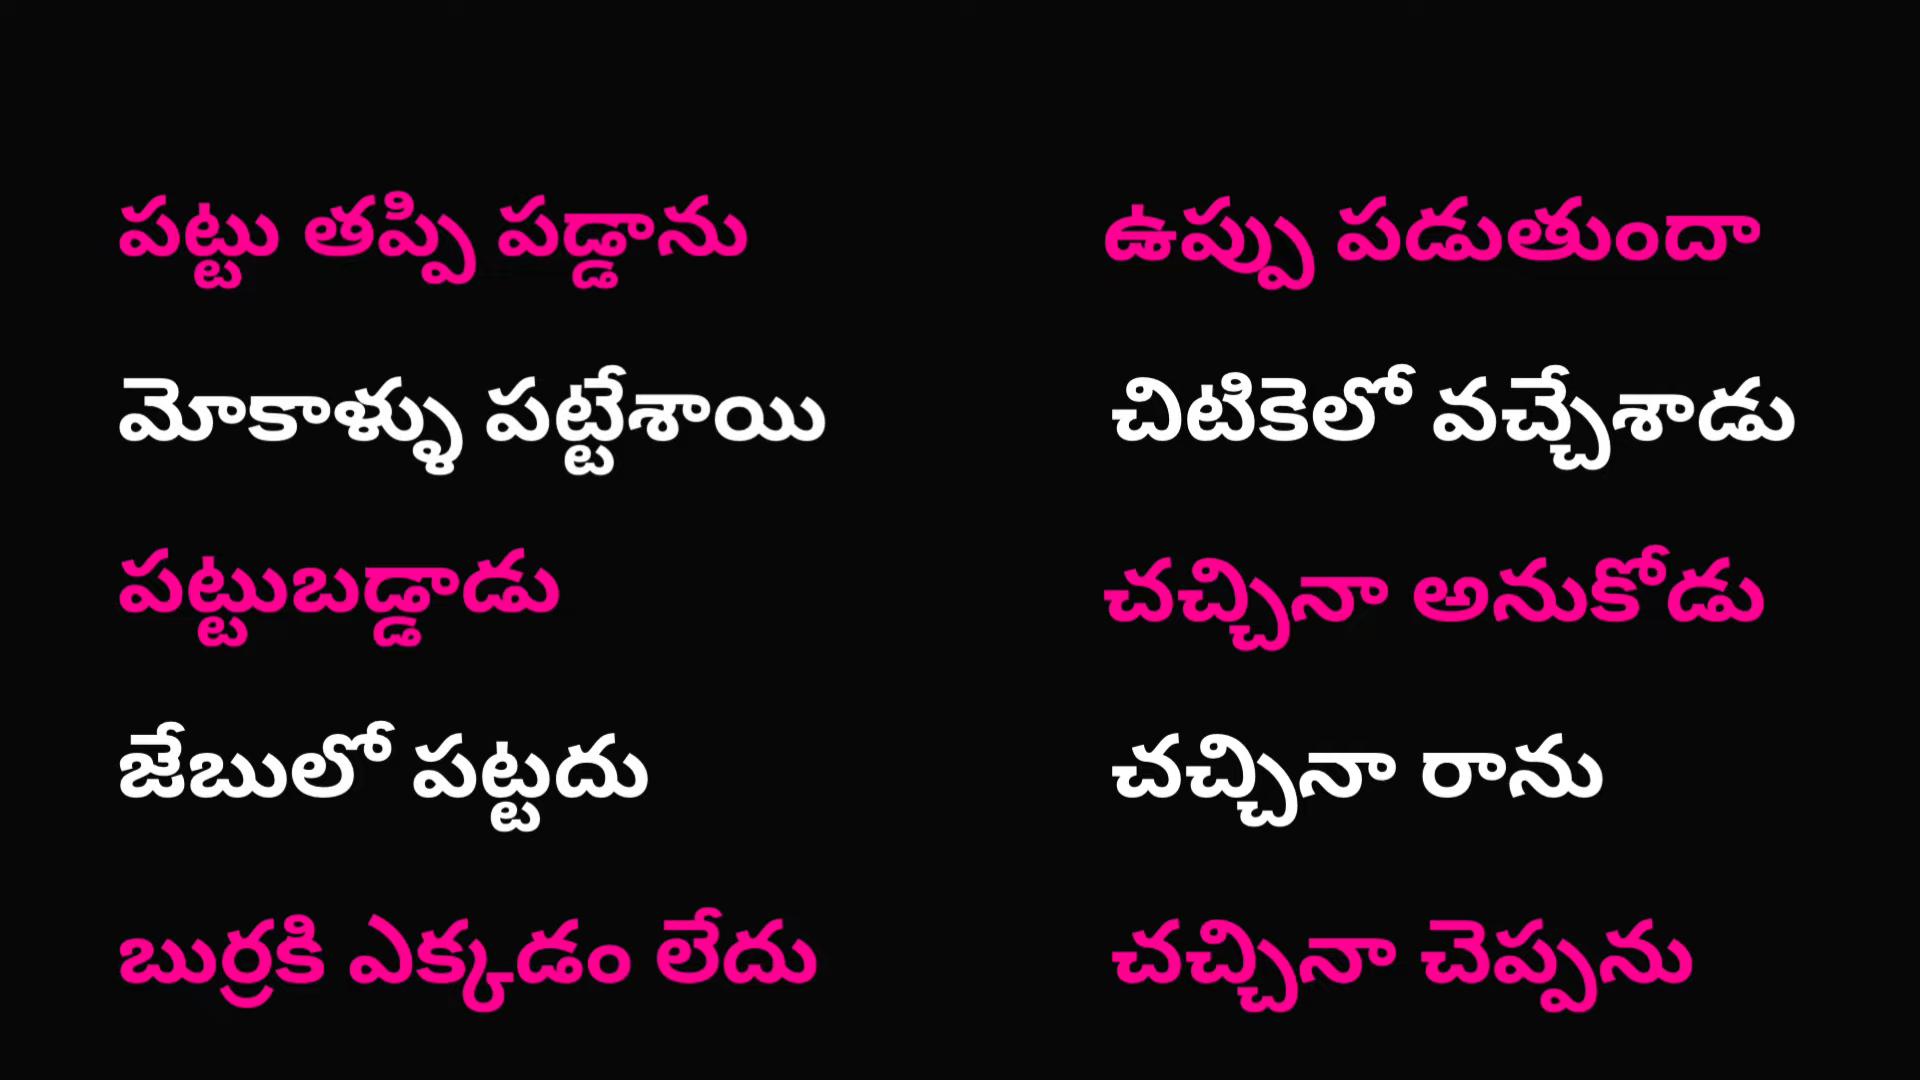 పట్టు తప్పి పడ్డాను
మోకాళ్ళు పట్టేశాయి
పట్టుబడ్డాడు
జేబులో పట్టదు
బుర్రకి ఎక్కడం లేదు
ఉప్పు పడుతుందా
చిటికెలో వచ్చేశాడు
చచ్చినా అనుకోడు
చచ్చినా రాను
చచ్చినా చెప్పను